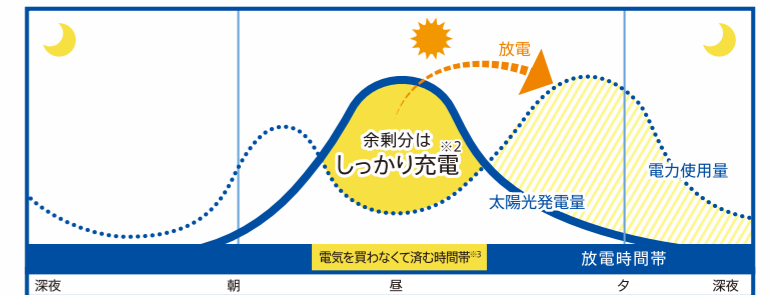 放電
余剰分は
しっかり充電※2
電力使用量
太陽光発電量
電気を買わなくて済む時間帯※3
放電時間帯
深夜
朝
昼
夕
深夜